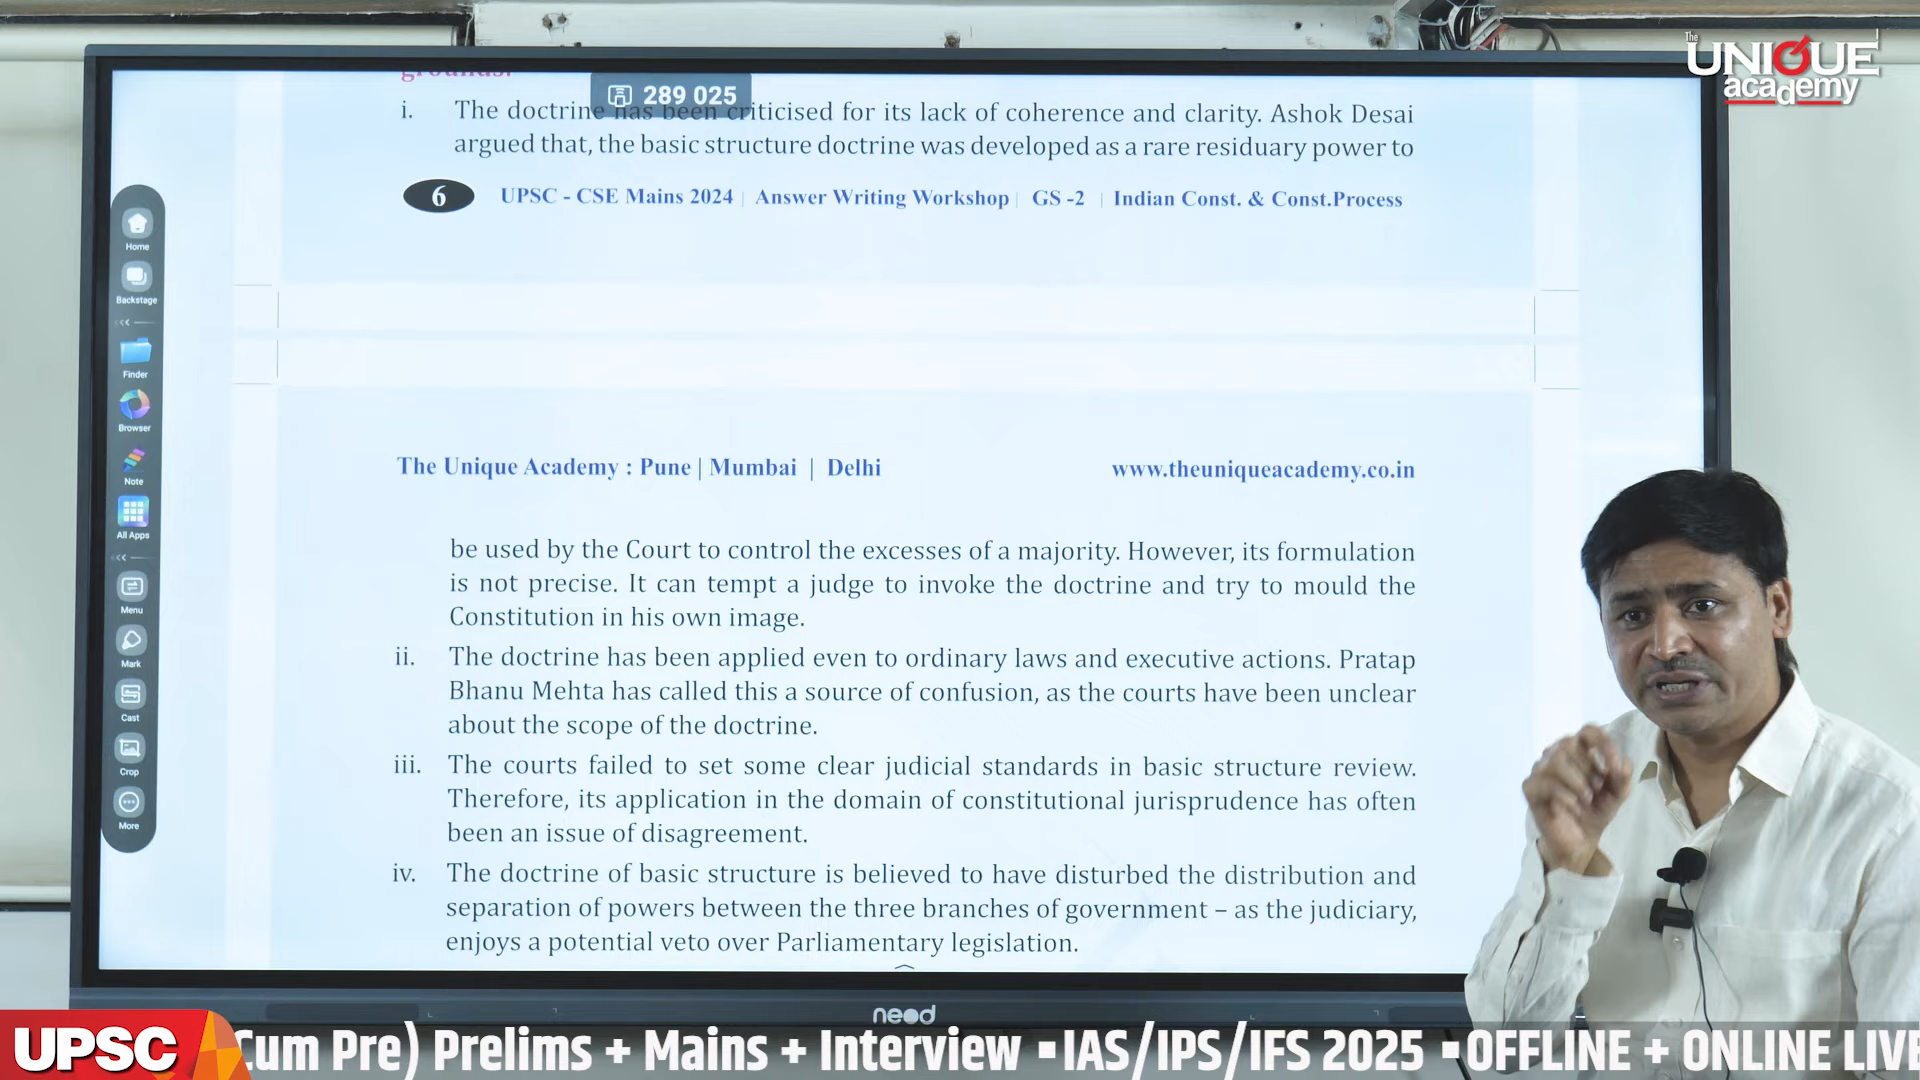 grounds.
289 025
i. The doctrine has been criticised for its lack of coherence and clarity. Ashok Desai
argued that, the basic structure doctrine was developed as a rare residuary power to
6 UPSC - CSE Mains 2024 | Answer Writing Workshop | GS -2 | Indian Const. & Const.Process
The Unique Academy : Pune | Mumbai | Delhi www.theuniqueacademy.co.in
be used by the Court to control the excesses of a majority. However, its formulation
is not precise. It can tempt a judge to invoke the doctrine and try to mould the
Constitution in his own image.
ii. The doctrine has been applied even to ordinary laws and executive actions. Pratap
Bhanu Mehta has called this a source of confusion, as the courts have been unclear
about the scope of the doctrine.
iii. The courts failed to set some clear judicial standards in basic structure review.
Therefore, its application in the domain of constitutional jurisprudence has often
been an issue of disagreement.
iv. The doctrine of basic structure is believed to have disturbed the distribution and
separation of powers between the three branches of government – as the judiciary,
enjoys a potential veto over Parliamentary legislation.
Home
Backstage
Finder
Browser
Note
All Apps
Menu
Mark
Cast
Crop
More
The
UNIQUE
academy
neod
UPSC
Cum Pre) Prelims + Mains + Interview ▪IAS/IPS/IFS 2025 ▪OFFLINE + ONLINE LIVE